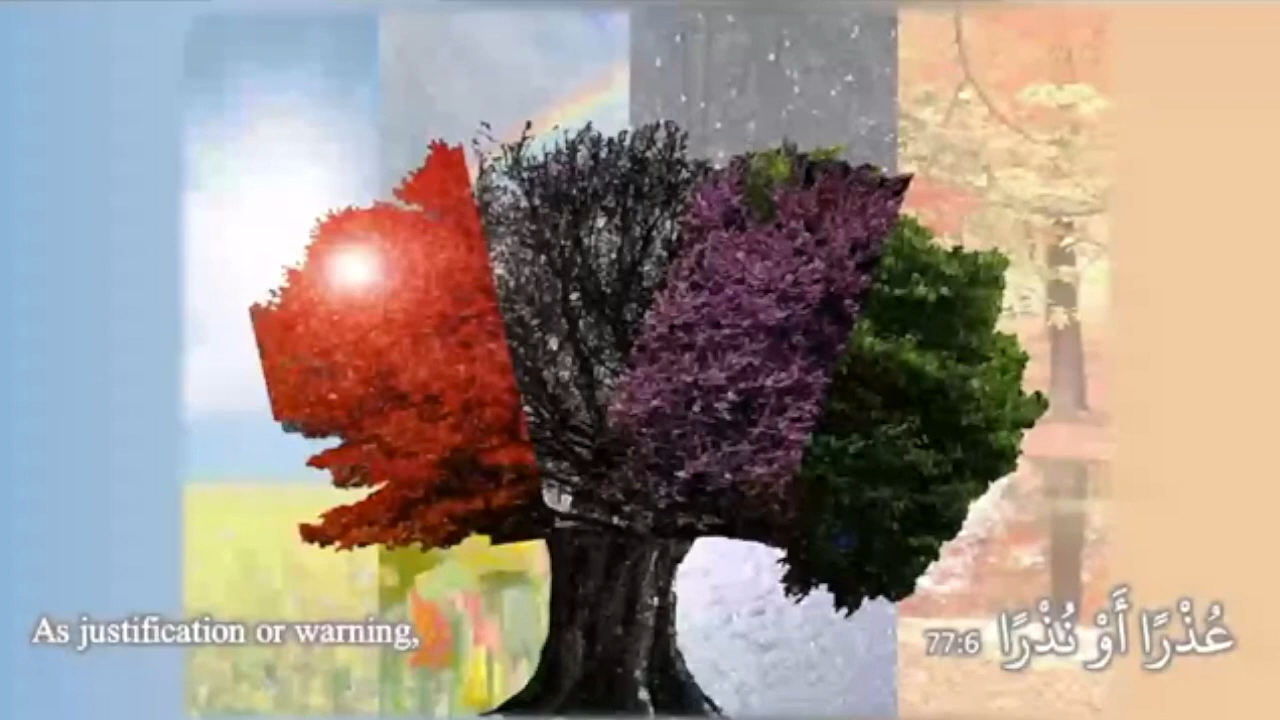 As justification or warning,
عُذْرًا أَوْ نُذْرًا 77:6